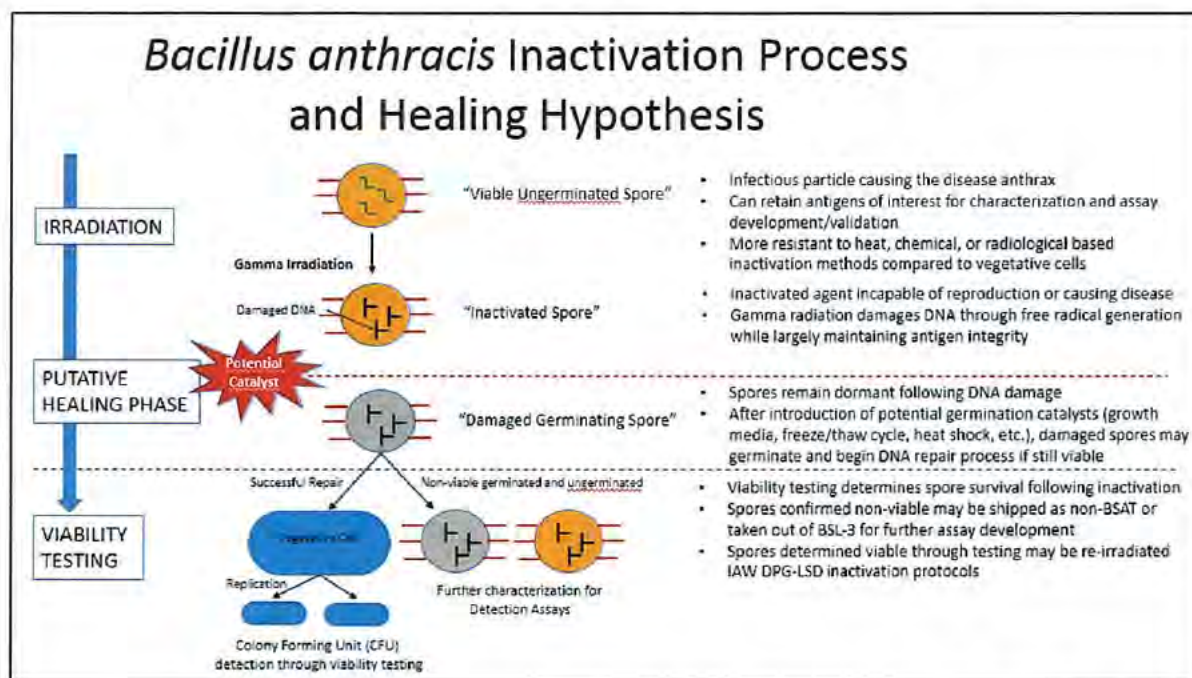 Bacillus anthracis Inactivation Process
and Healing Hypothesis
IRRADIATION
"Viable Ungerminated Spore"
• Infectious particle causing the disease anthrax
• Can retain antigens of interest for characterization and assay
development/validation
• More resistant to heat, chemical, or radiological based
inactivation methods compared to vegetative cells
Gamma Irradiation
Damaged DNA
"Inactivated Spore"
• Inactivated agent incapable of reproduction or causing disease
• Gamma radiation damages DNA through free radical generation
while largely maintaining antigen integrity
PUTATIVE
HEALING PHASE
Potential
Catalyst
"Damaged Germinating Spore"
• Spores remain dormant following DNA damage
• After introduction of potential germination catalysts (growth
media, freeze/thaw cycle, heat shock, etc.), damaged spores may
germinate and begin DNA repair process if still viable
VIABILITY
TESTING
Successful Repair
Non-viable germinated and ungerminated
Replication
Further characterization for
Detection Assays
Colony Forming Unit (CFU)
detection through viability testing
• Viability testing determines spore survival following inactivation
• Spores confirmed non-viable may be shipped as non-BSAT or
taken out of BSL-3 for further assay development
• Spores determined viable through testing may be re-irradiated
IAW DPG-LSD inactivation protocols